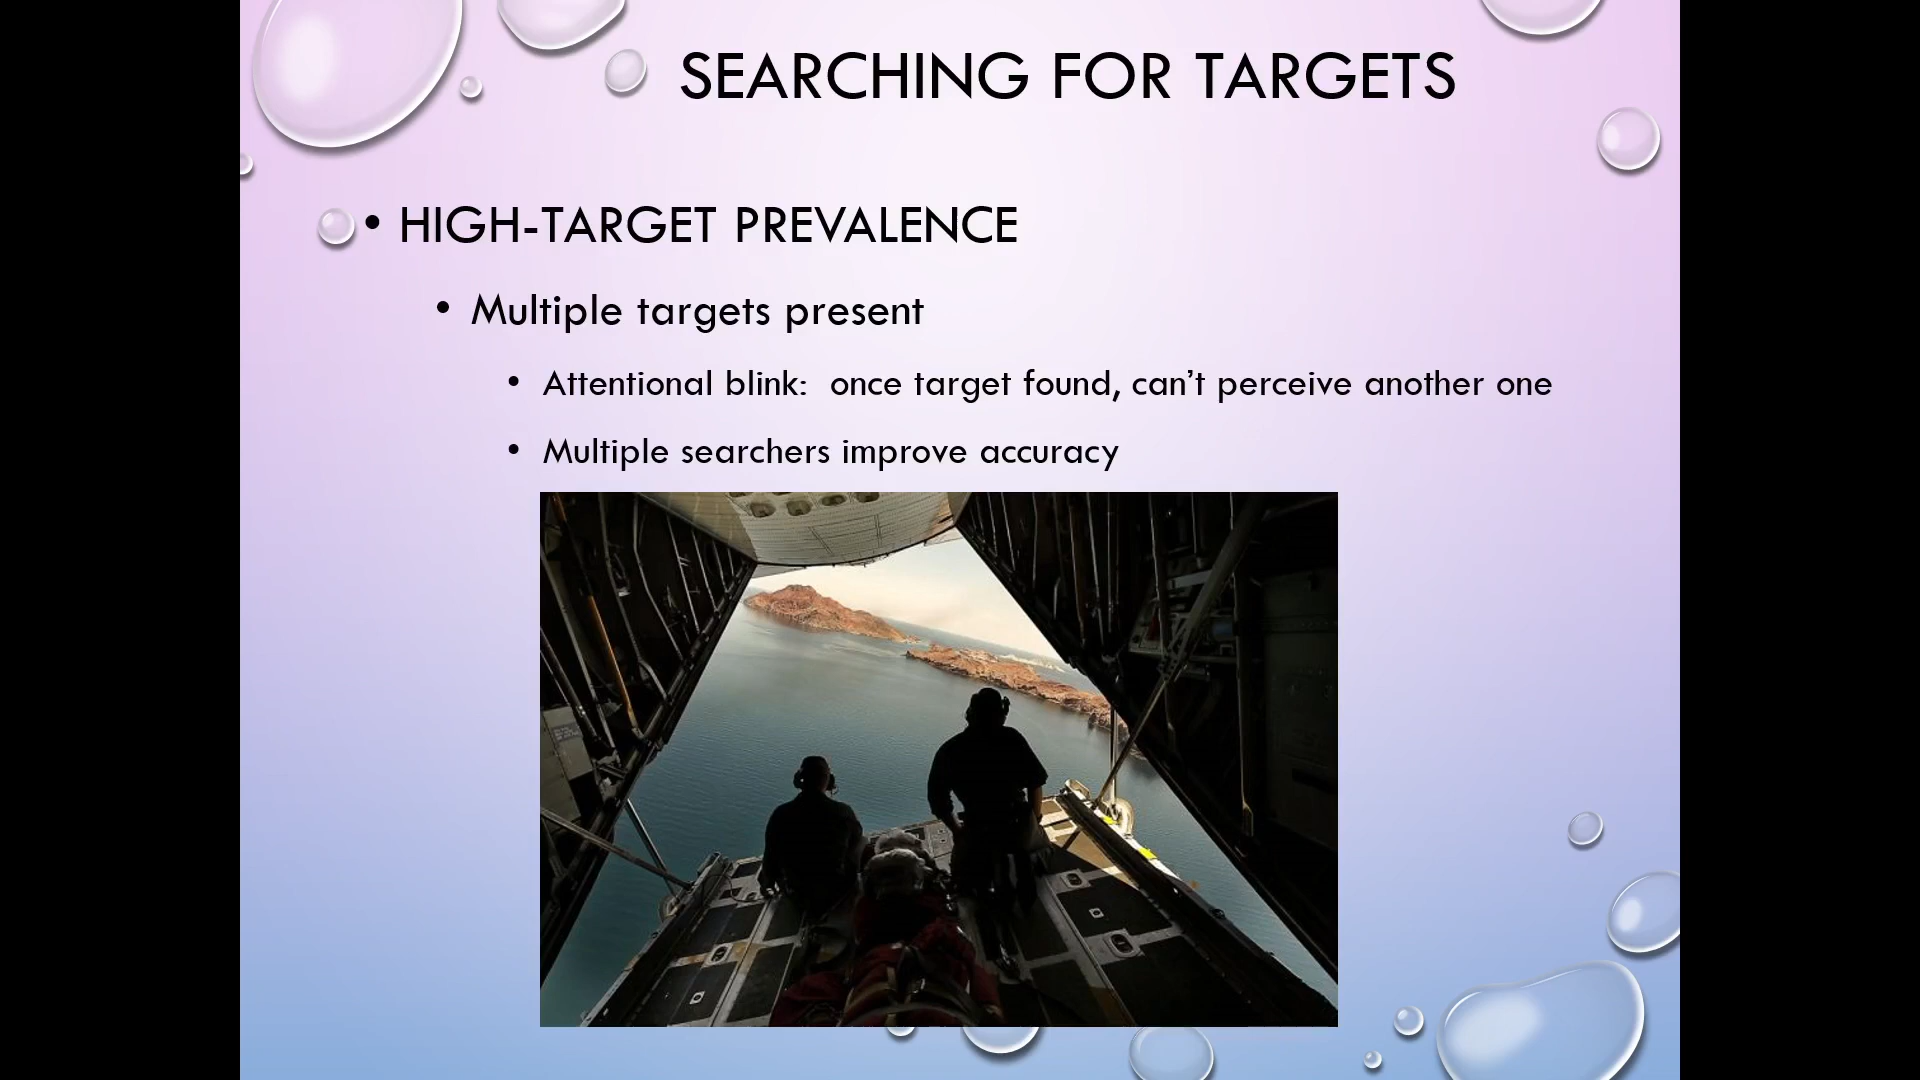 SEARCHING FOR TARGETS
• HIGH-TARGET PREVALENCE
• Multiple targets present
• Attentional blink:  once target found, can’t perceive another one
• Multiple searchers improve accuracy